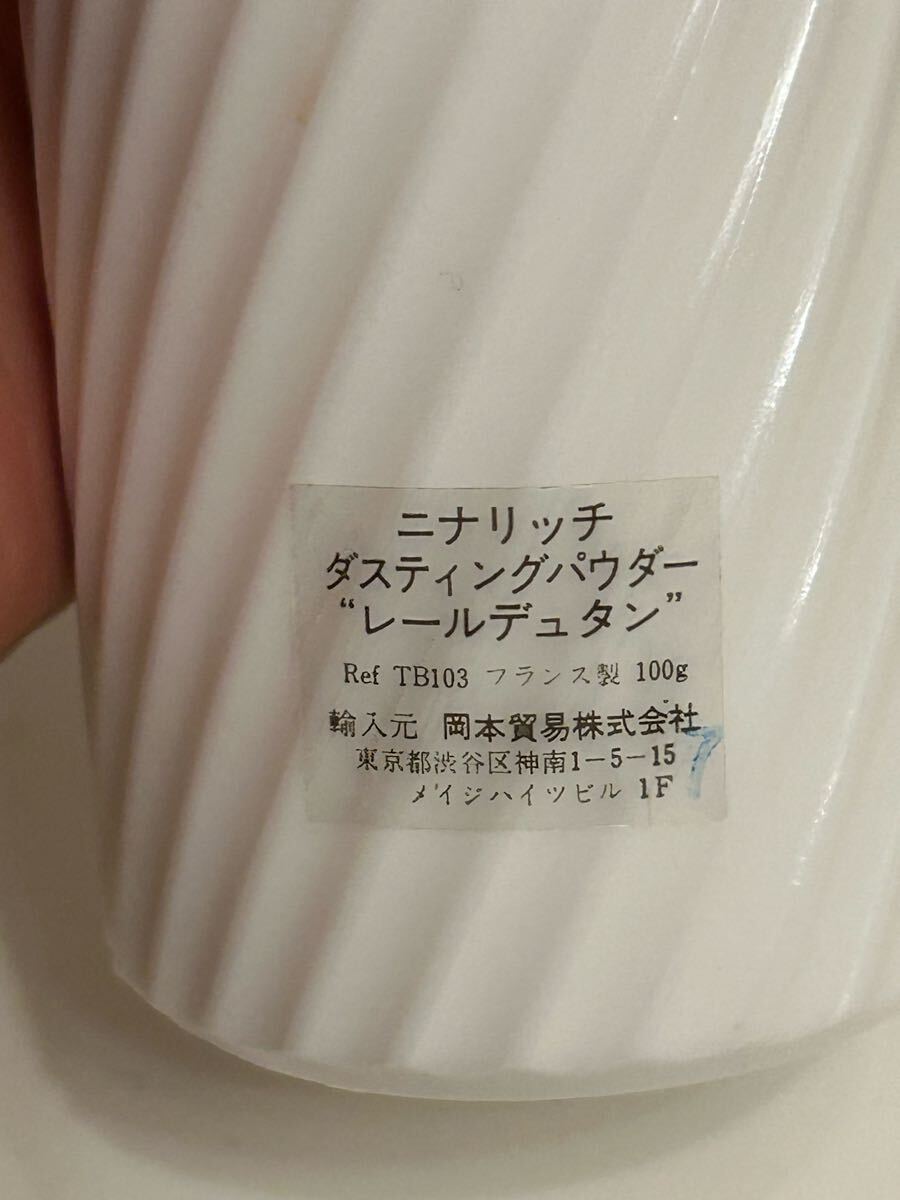 ニナリッチ
ダスティングパウダー
“レールデュタン”
Ref TB103 フランス製 100g
輸入元 岡本貿易株式会社
東京都渋谷区神南1-5-15
メイジハイツビル 1F